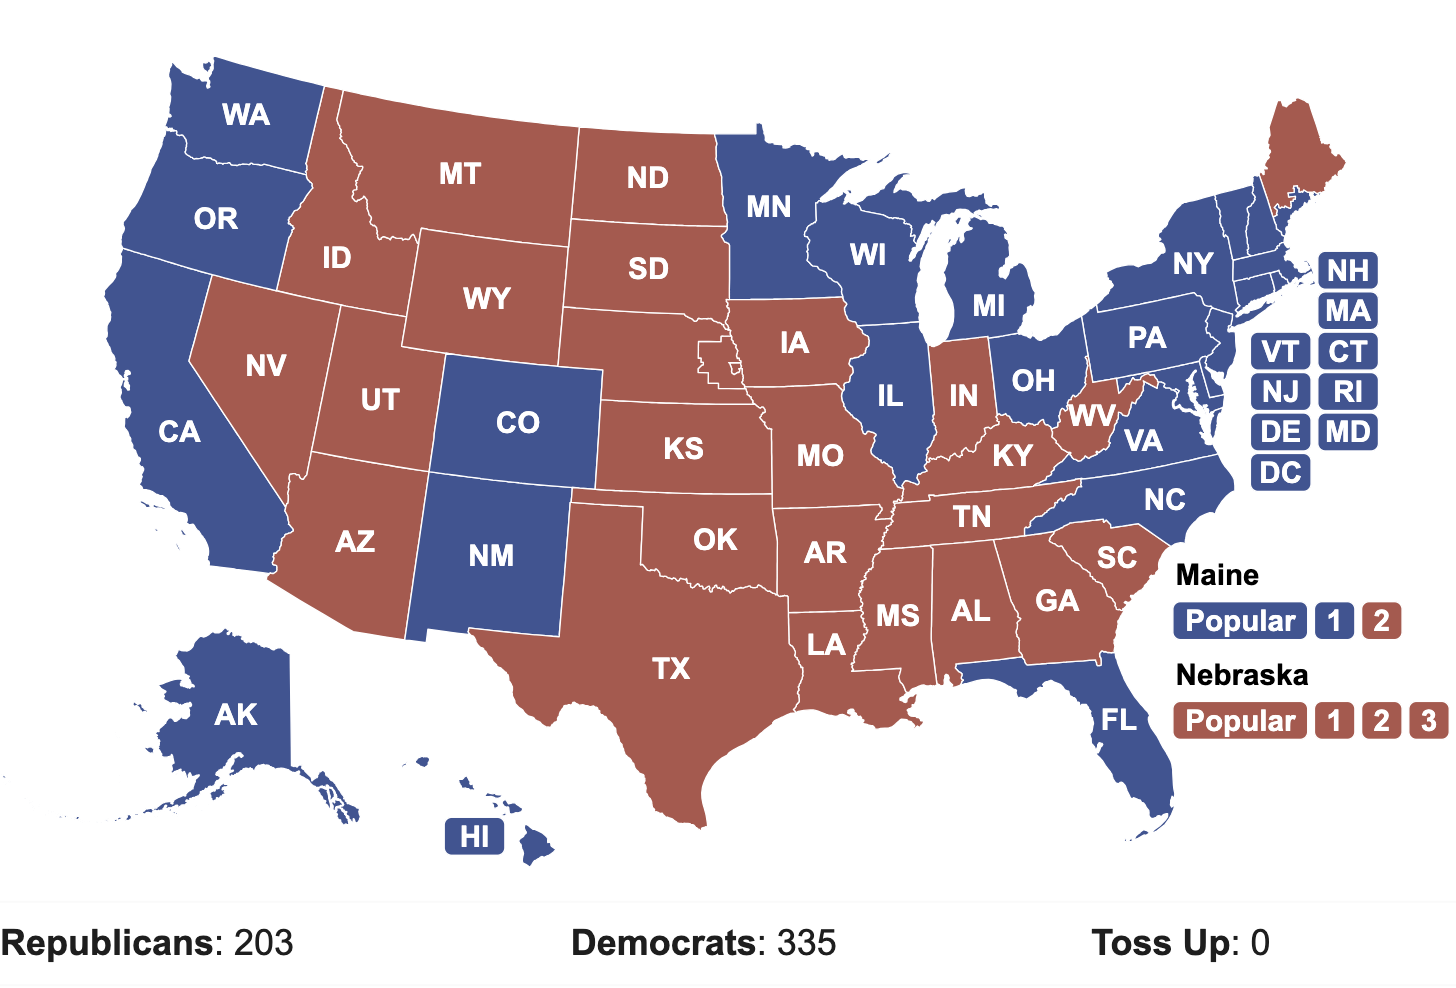 WA
MT
ND
MN
OR
ID
SD
WI
NY
NH
WY
MI
MA
IA
PA
VT CT
NV
UT
OH
NJ RI
CO
IL
IN
WV
CA
KS
MO
KY
VA
DE MD
DC
NC
TN
AZ
NM
OK
AR
SC
Maine
MS
AL
GA
Popular 1 2
LA
TX
Nebraska
AK
FL
Popular 1 2 3
HI
Republicans: 203
Democrats: 335
Toss Up: 0